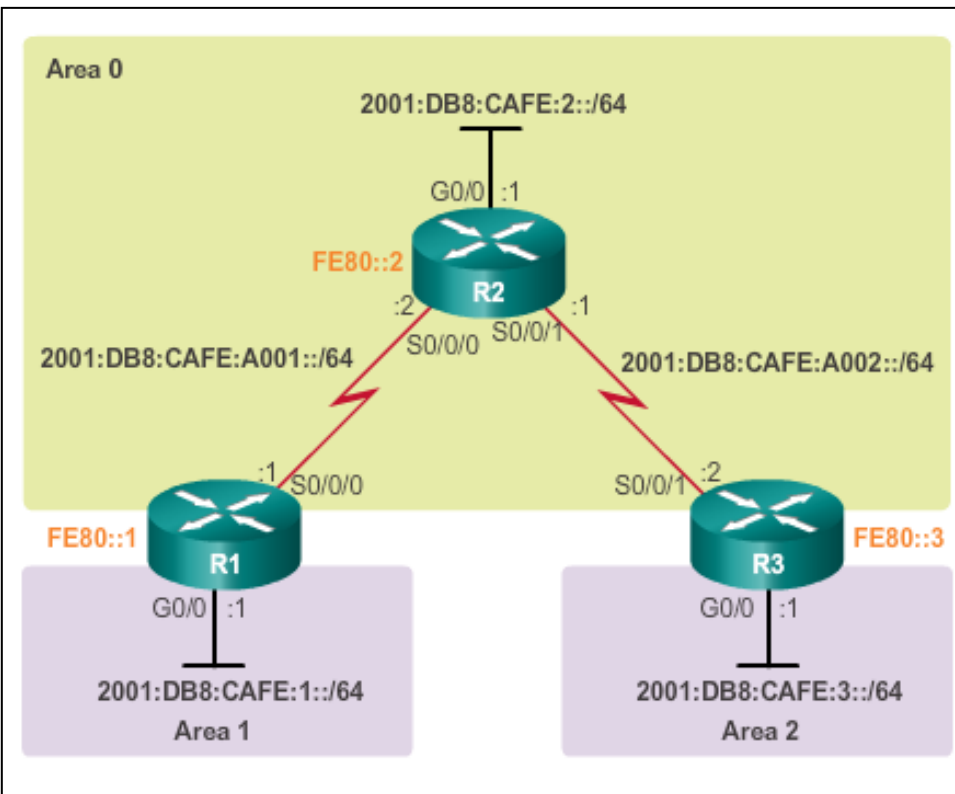 Area 0
2001:DB8:CAFE:2::/64
G0/0 :1
FE80::2
R2
:2
:1
S0/0/0
S0/0/1
2001:DB8:CAFE:A001::/64
2001:DB8:CAFE:A002::/64
:1
S0/0/0
S0/0/1
:2
FE80::1
R1
R3
FE80::3
G0/0 :1
G0/0 :1
2001:DB8:CAFE:1::/64
Area 1
2001:DB8:CAFE:3::/64
Area 2